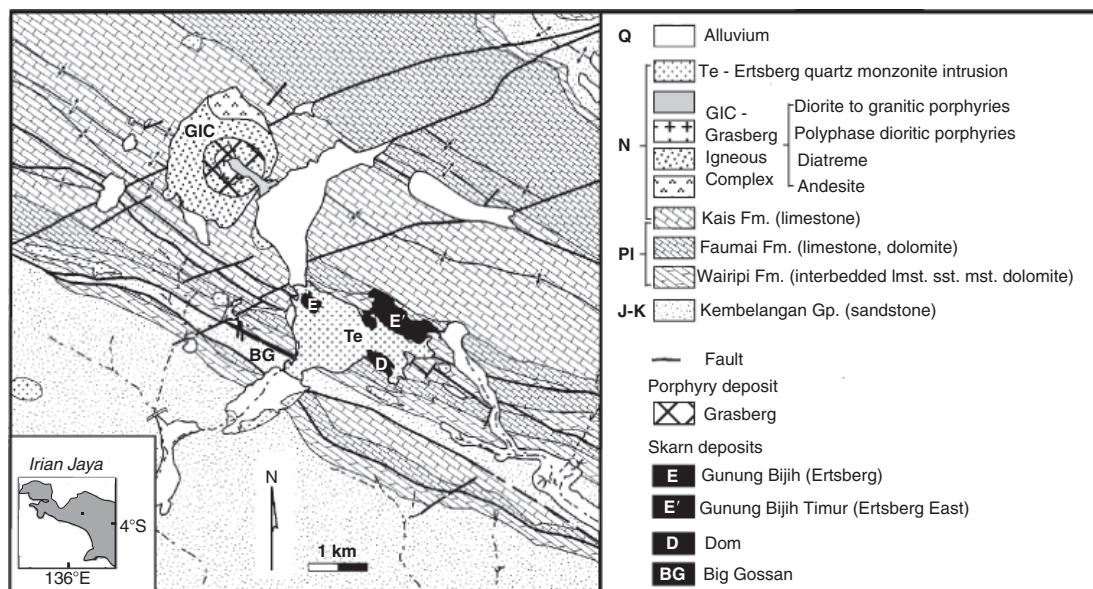 GIC
E
E′
Te
BG
D
Irian Jaya
4°S
136°E
N
1 km
Q Alluvium
Te - Ertsberg quartz monzonite intrusion
N
GIC -
Grasberg
Igneous
Complex
Diorite to granitic porphyries
Polyphase dioritic porphyries
Diatreme
Andesite
Kais Fm. (limestone)
Pl
Faumai Fm. (limestone, dolomite)
Wairipi Fm. (interbedded lmst. sst. mst. dolomite)
J-K Kembelangan Gp. (sandstone)
Fault
Porphyry deposit
Grasberg
Skarn deposits
E Gunung Bijih (Ertsberg)
E′ Gunung Bijih Timur (Ertsberg East)
D Dom
BG Big Gossan